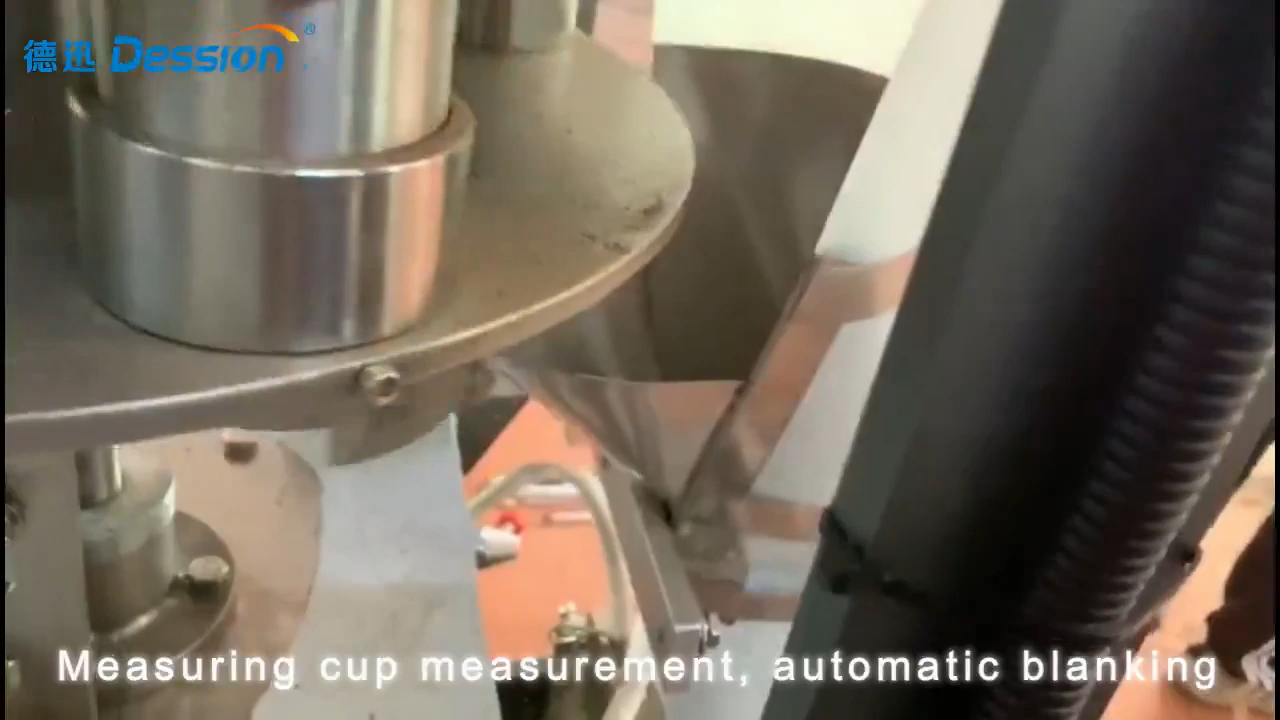 德迅 Dession®
Measuring cup measurement, automatic blanking